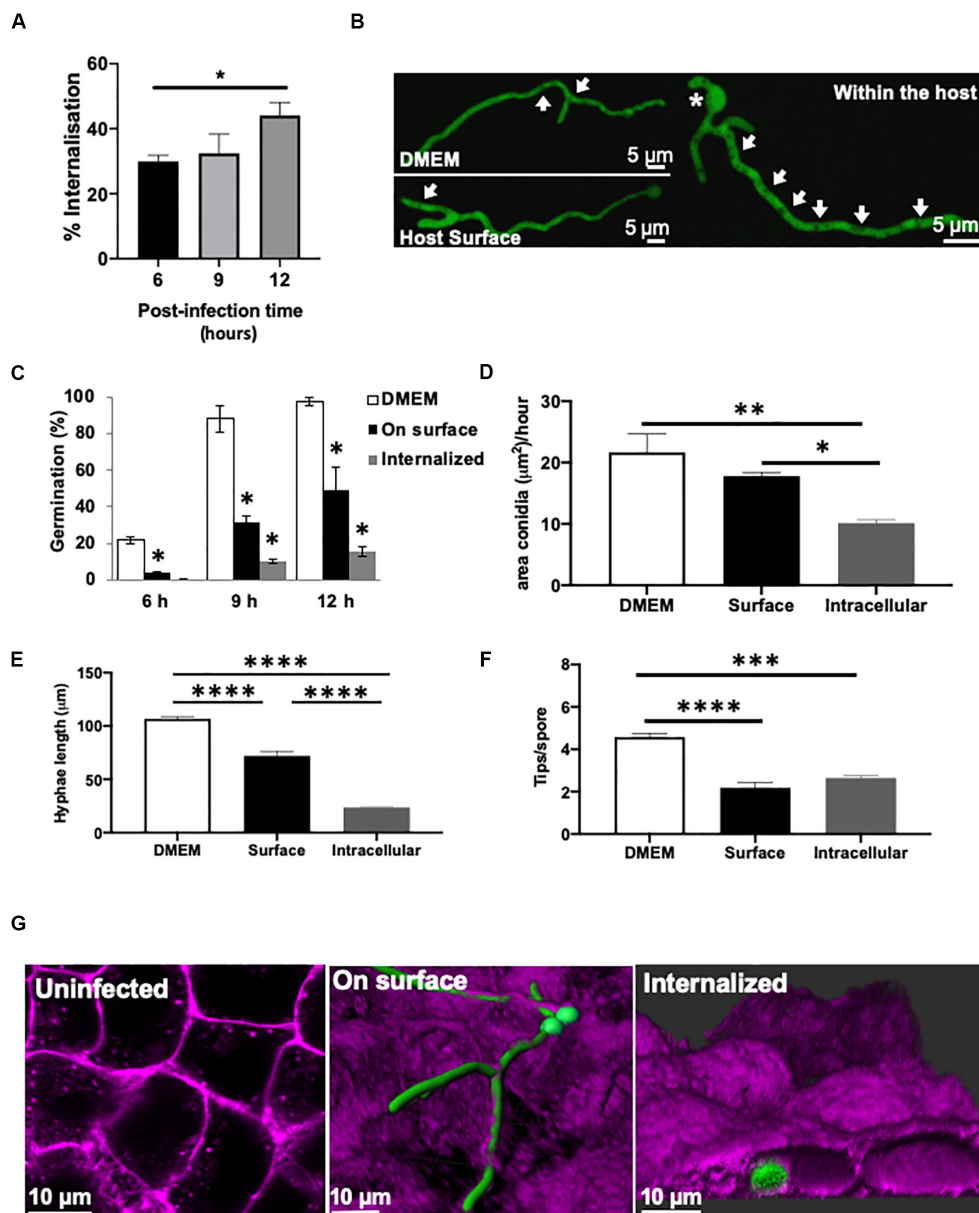 A
60
40
20
0
% Internalisation
*
6 9 12
Post-infection time
(hours)
B
DMEM
5 µm
Host Surface
5 µm
*
Within the host
5 µm
C
100
80
60
40
20
0
Germination (%)
DMEM
On surface
Internalized
*
*
*
*
*
6 h 9 h 12 h
D
30
20
10
0
area conidia (µm²)/hour
**
*
DMEM Surface Intracellular
E
150
100
50
0
Hyphae length (µm)
****
**** ****
DMEM Surface Intracellular
F
8
6
4
2
0
Tips/spore
***
****
DMEM Surface Intracellular
G
Uninfected
10 µm
On surface
10 µm
Internalized
10 µm